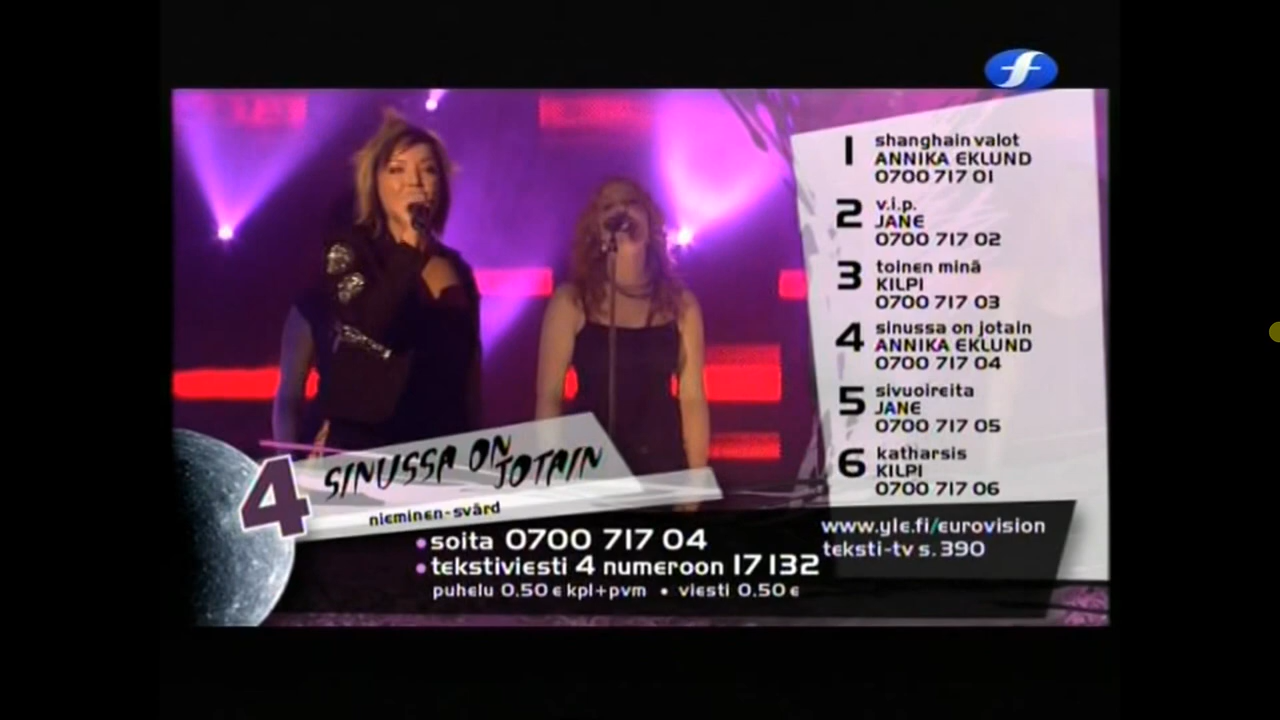 f
1 shanghain valot
ANNIKA EKLUND
0700 717 01
2 v.i.p.
JANE
0700 717 02
3 toinen minä
KILPI
0700 717 03
4 sinussa on jotain
ANNIKA EKLUND
0700 717 04
5 sivuoireita
JANE
0700 717 05
6 katharsis
KILPI
0700 717 06
4 SINUSSA ON JOTAIN
nieminen-svärd
•soita 0700 717 04
•tekstiviesti 4 numeroon 17132
puhelu 0.50 € kpl+pvm • viesti 0.50 €
www.yle.fi/eurovision
teksti-tv s. 390